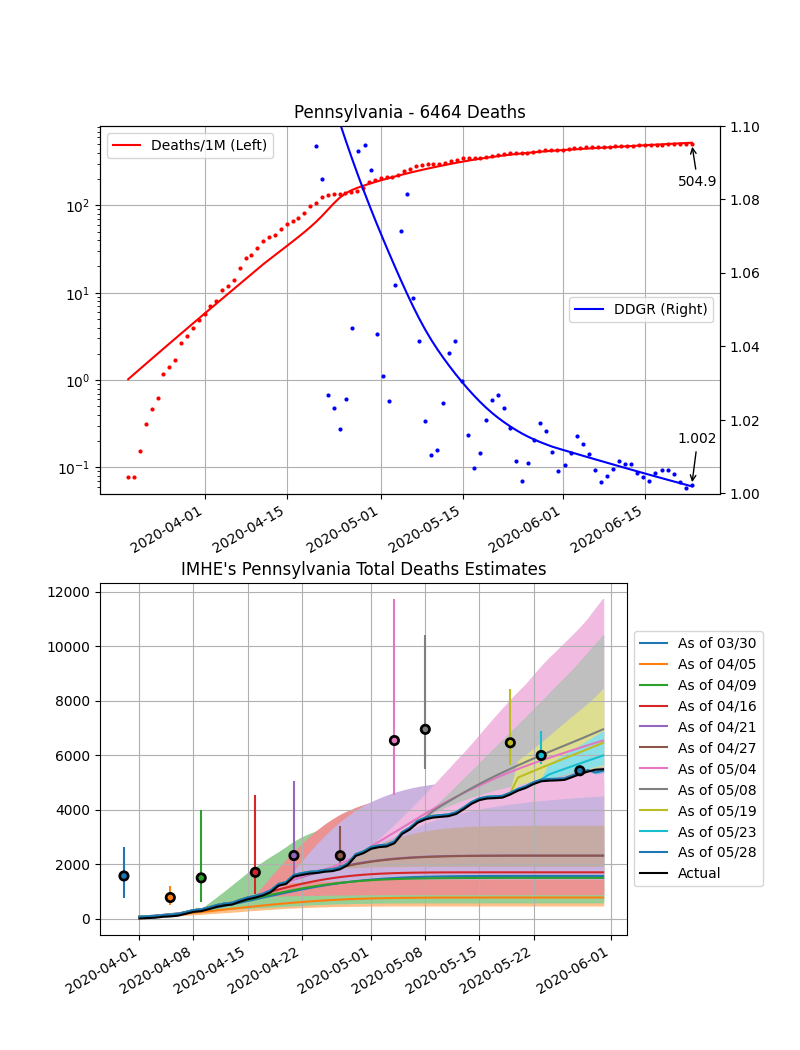 Pennsylvania - 6464 Deaths
Deaths/1M (Left)
DDGR (Right)
504.9
1.002
10²
10¹
10⁰
10⁻¹
1.10
1.08
1.06
1.04
1.02
1.00
2020-04-01
2020-04-15
2020-05-01
2020-05-15
2020-06-01
2020-06-15
IMHE's Pennsylvania Total Deaths Estimates
12000
10000
8000
6000
4000
2000
0
2020-04-01
2020-04-08
2020-04-15
2020-04-22
2020-05-01
2020-05-08
2020-05-15
2020-05-22
2020-06-01
As of 03/30
As of 04/05
As of 04/09
As of 04/16
As of 04/21
As of 04/27
As of 05/04
As of 05/08
As of 05/19
As of 05/23
As of 05/28
Actual